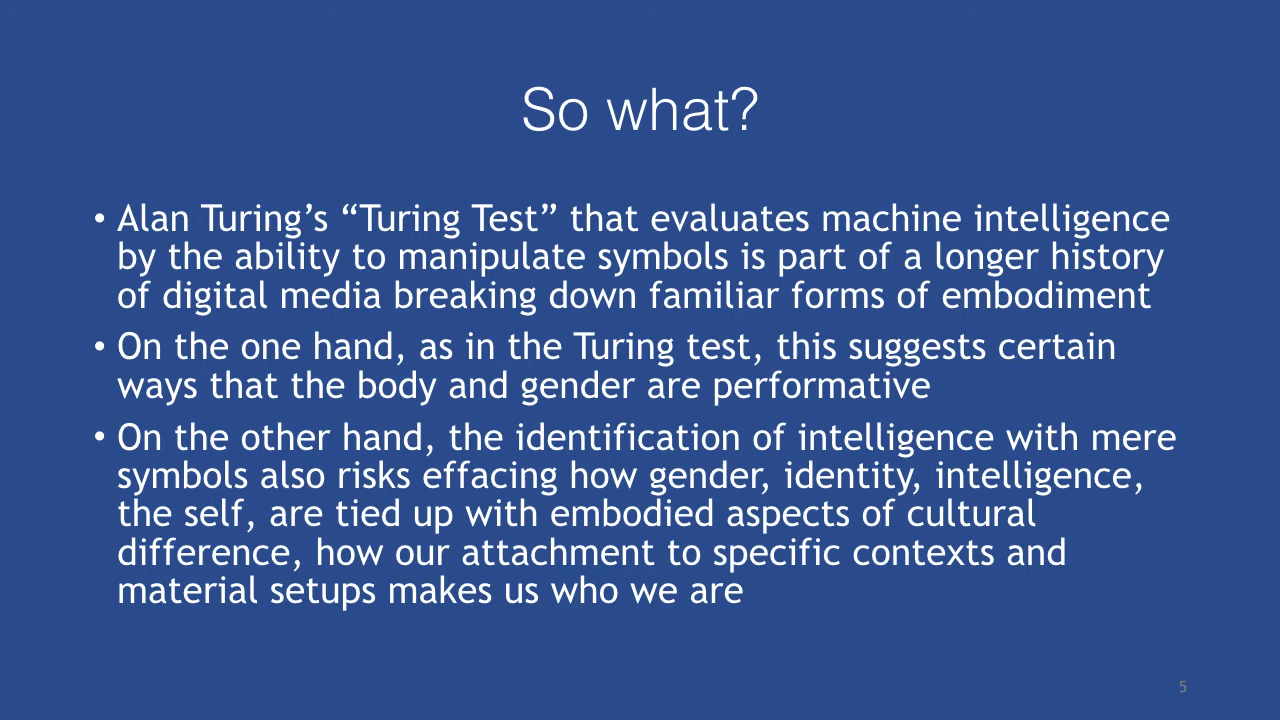 So what?
• Alan Turing’s “Turing Test” that evaluates machine intelligence
by the ability to manipulate symbols is part of a longer history
of digital media breaking down familiar forms of embodiment
• On the one hand, as in the Turing test, this suggests certain
ways that the body and gender are performative
• On the other hand, the identification of intelligence with mere
symbols also risks effacing how gender, identity, intelligence,
the self, are tied up with embodied aspects of cultural
difference, how our attachment to specific contexts and
material setups makes us who we are
5